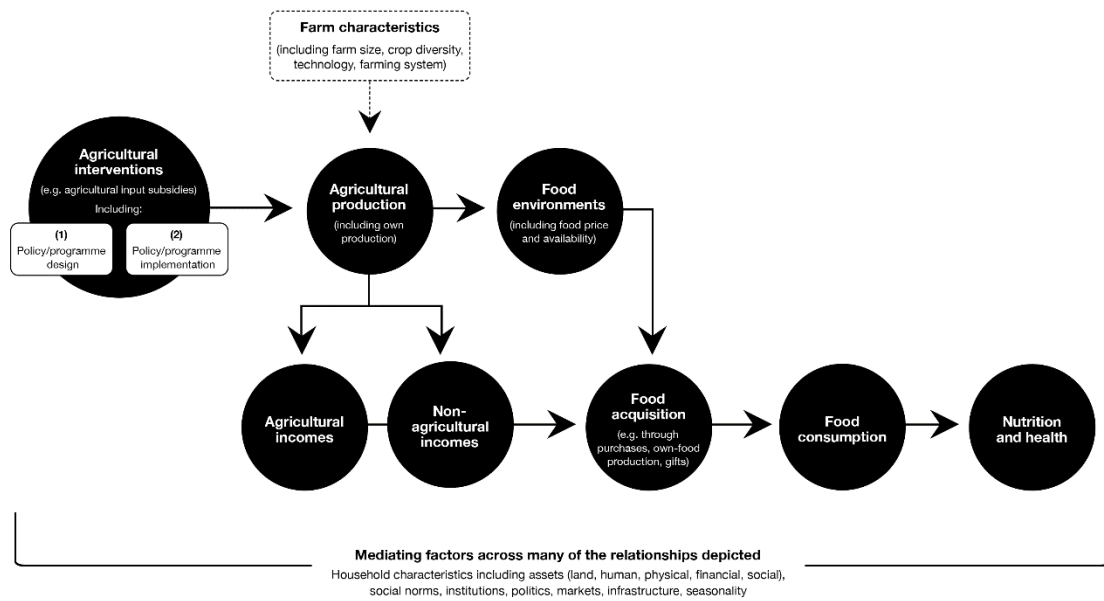 Farm characteristics
(including farm size, crop diversity,
technology, farming system)
Agricultural
interventions
(e.g. agricultural input subsidies)
Including:
(1)
Policy/programme
design
(2)
Policy/programme
implementation
Agricultural
production
(including own
production)
Food
environments
(including food price
and availability)
Agricultural
incomes
Non-
agricultural
incomes
Food
acquisition
(e.g. through
purchases, own-food
production, gifts)
Food
consumption
Nutrition
and health
Mediating factors across many of the relationships depicted
Household characteristics including assets (land, human, physical, financial, social),
social norms, institutions, politics, markets, infrastructure, seasonality